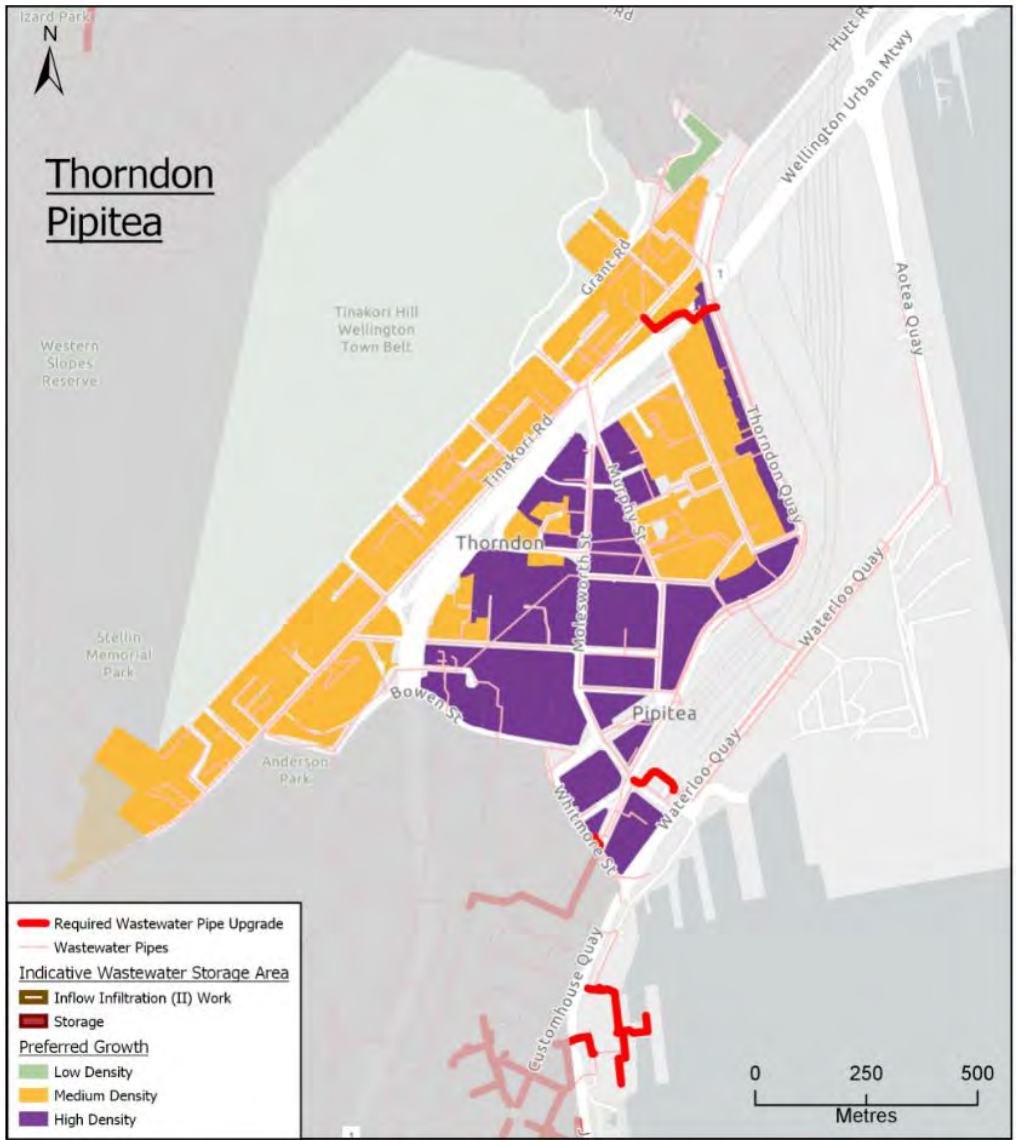 Izard Park
Rd
Hutt R
N
Wellington Urban Mtwy
Thorndon
Pipitea
1
Grant Rd
Aotea Quay
Tinakori Hill
Wellington
Town Belt
Western
Slopes
Reserve
Tinakori Rd
Thorndon Quay
Murphy St
Thorndon
Molesworth St
Waterloo Quay
Stellin
Memorial
Park
Bowen St
Pipitea
Anderson
Park
Waterloo Quay
Whitmore St
Customhouse Quay
Required Wastewater Pipe Upgrade
Wastewater Pipes
Indicative Wastewater Storage Area
Inflow Infiltration (II) Work
Storage
Preferred Growth
Low Density
Medium Density
High Density
0 250 500
Metres
1